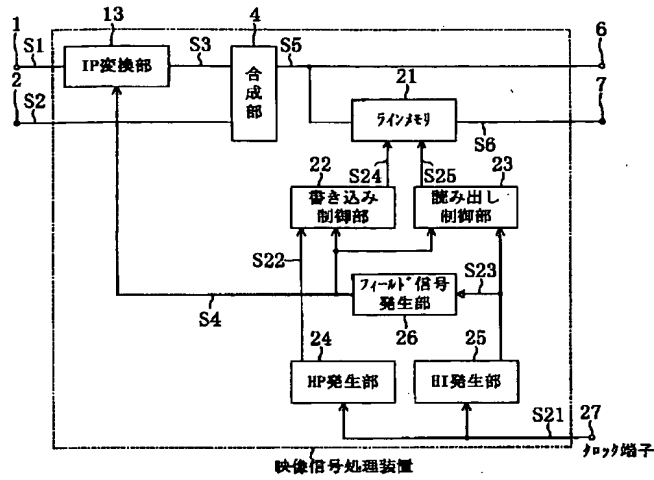 1
S1
13
IP変換部
S3
4
合成部
S5
6
2
S2
21
ラインメモリ
7
S6
S24
S25
22
書き込み
制御部
23
読み出し
制御部
S22
S23
フィールド信号
発生部
S4
26
24
HP発生部
25
HI発生部
S21
27
クロック端子
映像信号処理装置